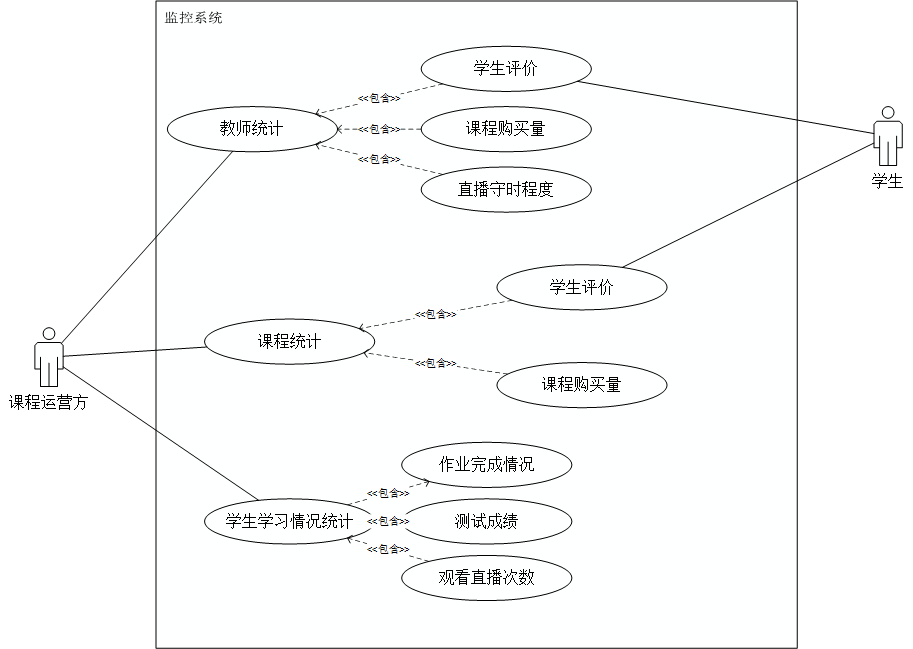 监控系统
学生评价
<<包含>>
教师统计
<<包含>>
课程购买量
<<包含>>
直播守时程度
学生
学生评价
<<包含>>
课程统计
<<包含>>
课程购买量
课程运营方
作业完成情况
<<包含>>
学生学习情况统计
<<包含>>
测试成绩
<<包含>>
观看直播次数